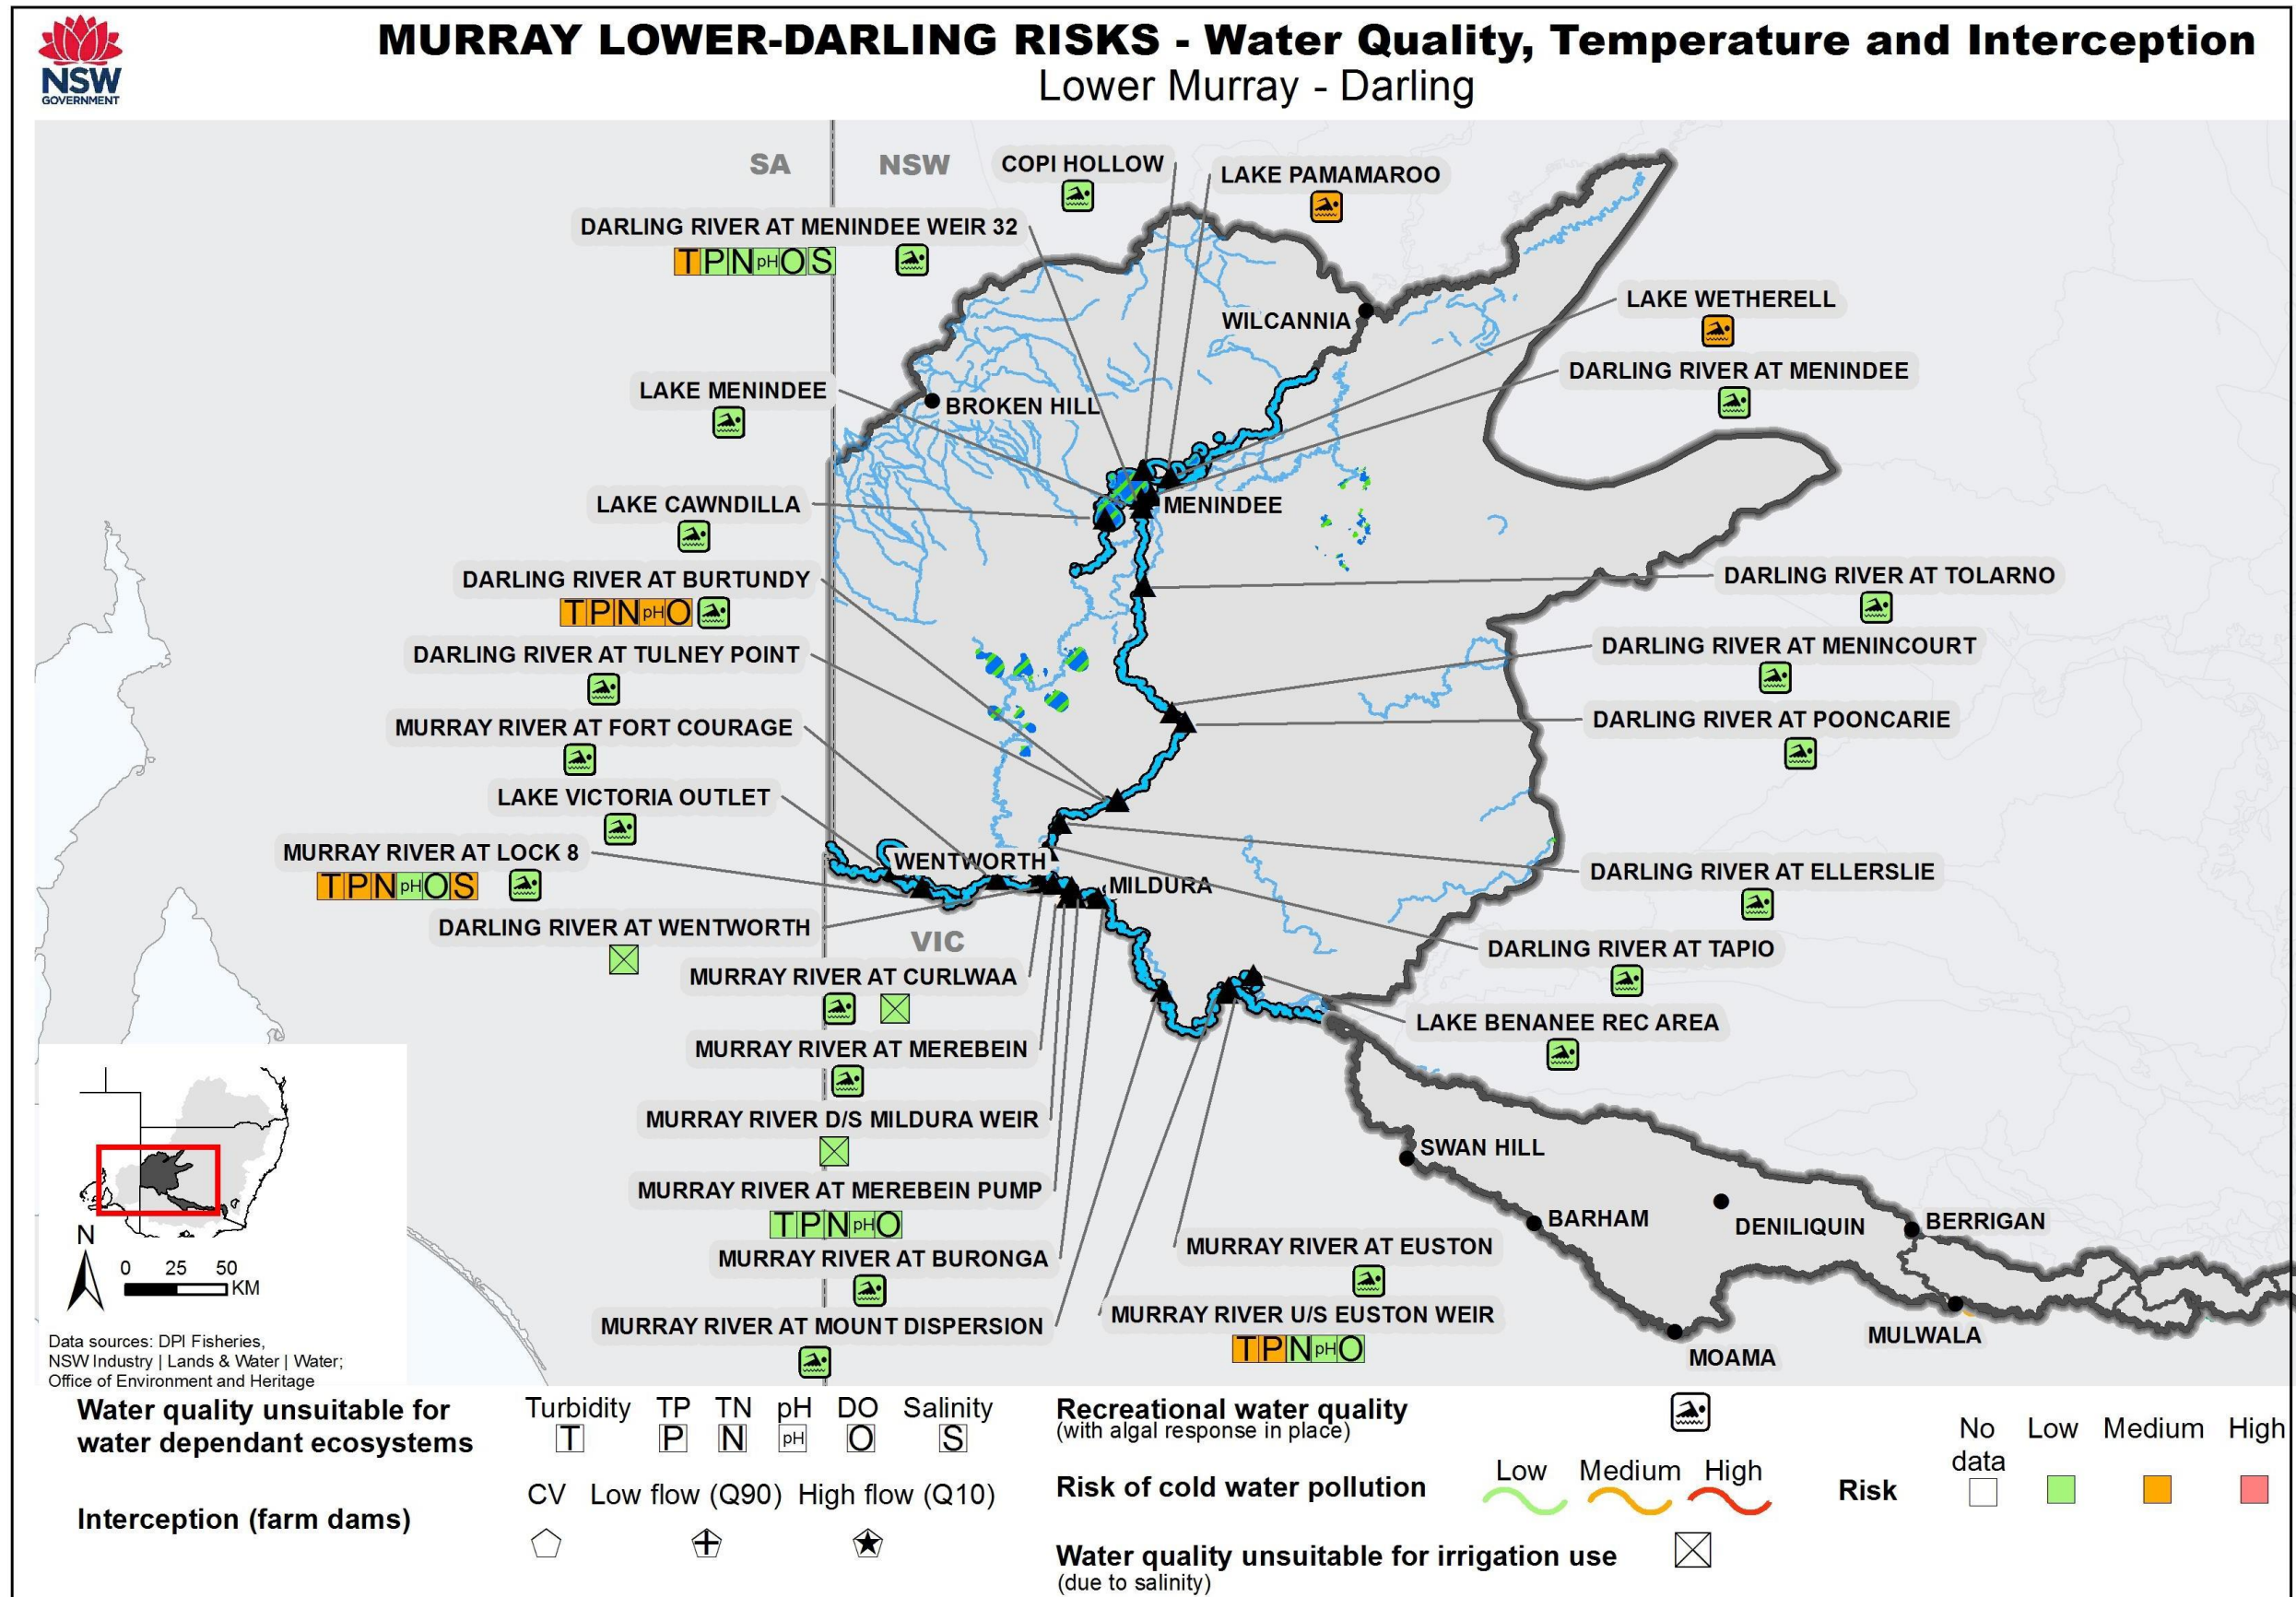 NSW
GOVERNMENT
MURRAY LOWER-DARLING RISKS - Water Quality, Temperature and Interception
Lower Murray - Darling
SA
NSW
COPI HOLLOW
LAKE PAMAMAROO
DARLING RIVER AT MENINDEE WEIR 32
T P N pH O S
LAKE WETHERELL
WILCANNIA
DARLING RIVER AT MENINDEE
LAKE MENINDEE
BROKEN HILL
LAKE CAWNDILLA
MENINDEE
DARLING RIVER AT BURTUNDY
T P N pH O
DARLING RIVER AT TOLARNO
DARLING RIVER AT TULNEY POINT
DARLING RIVER AT MENINCOURT
MURRAY RIVER AT FORT COURAGE
DARLING RIVER AT POONCARIE
LAKE VICTORIA OUTLET
MURRAY RIVER AT LOCK 8
T P N pH O S
WENTWORTH
MILDURA
DARLING RIVER AT ELLERSLIE
DARLING RIVER AT WENTWORTH
VIC
DARLING RIVER AT TAPIO
MURRAY RIVER AT CURLWAA
LAKE BENANEE REC AREA
MURRAY RIVER AT MEREBEIN
MURRAY RIVER D/S MILDURA WEIR
SWAN HILL
MURRAY RIVER AT MEREBEIN PUMP
T P N pH O
BARHAM
DENILIQUIN
BERRIGAN
MURRAY RIVER AT BURONGA
MURRAY RIVER AT EUSTON
MURRAY RIVER AT MOUNT DISPERSION
MURRAY RIVER U/S EUSTON WEIR
T P N pH O
MULWALA
MOAMA
N
0 25 50
KM
Data sources: DPI Fisheries,
NSW Industry | Lands & Water | Water;
Office of Environment and Heritage
Water quality unsuitable for
water dependant ecosystems
Turbidity TP TN pH DO Salinity
T P N pH O S
Interception (farm dams)
CV Low flow (Q90) High flow (Q10)
Recreational water quality
(with algal response in place)
Risk of cold water pollution
Low Medium High
Water quality unsuitable for irrigation use
(due to salinity)
Risk
No
data
Low Medium High